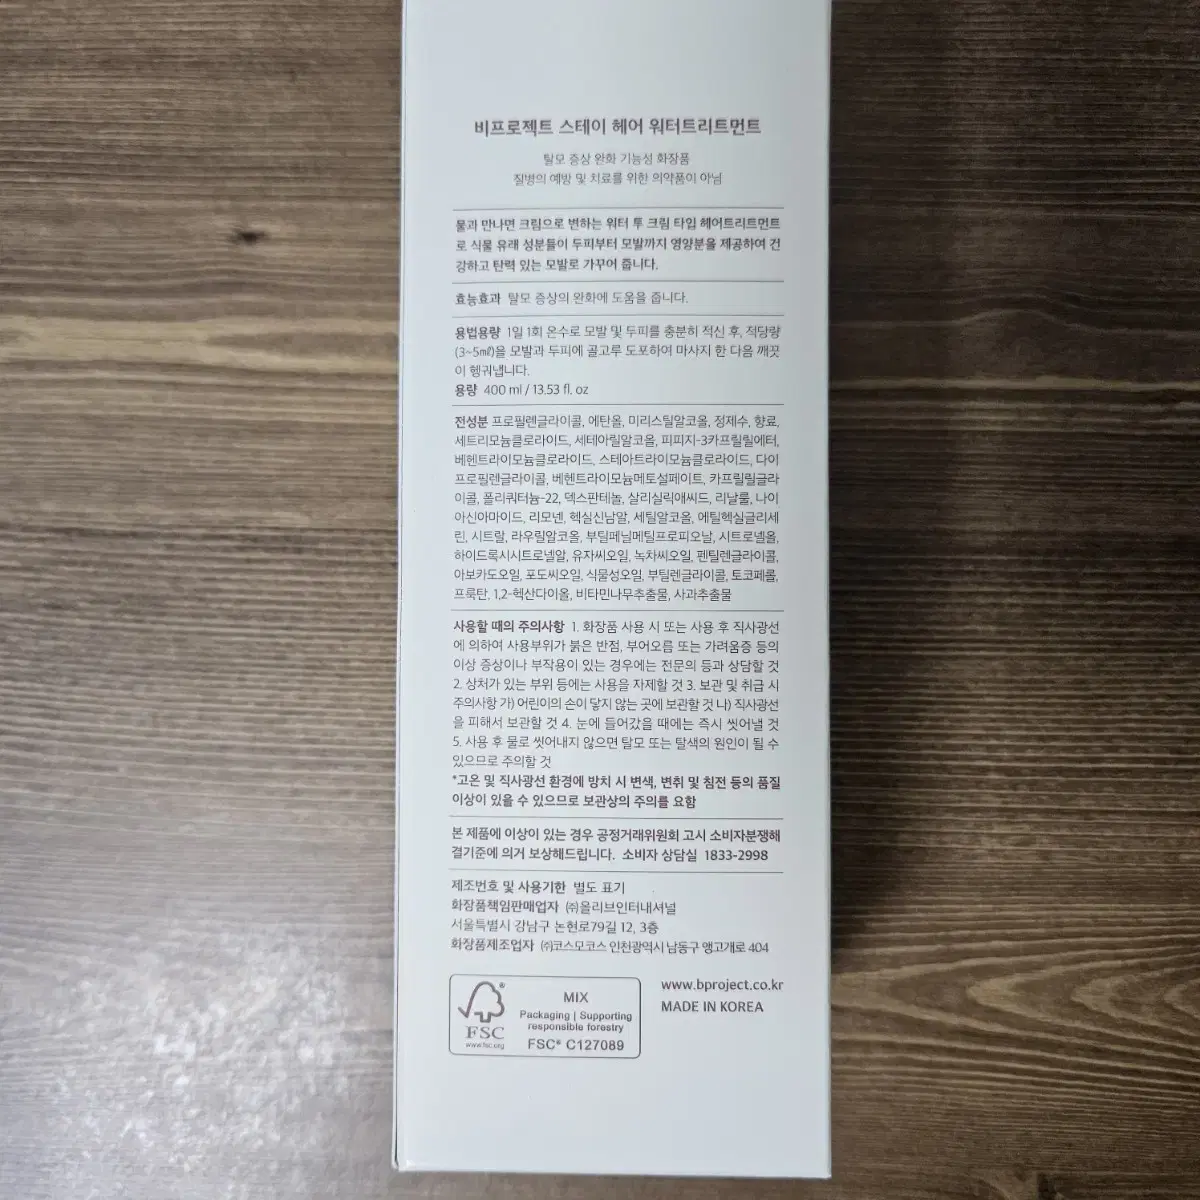 비프로젝트 스테이 헤어 워터트리트먼트
탈모 증상 완화 기능성 화장품
질병의 예방 및 치료를 위한 의약품이 아님
물과 만나면 크림으로 변하는 워터 투 크림 타입 헤어트리트먼트
로 식물 유래 성분들이 두피부터 모발까지 영양분을 제공하여 건
강하고 탄력 있는 모발로 가꾸어 줍니다.
효능효과 탈모 증상의 완화에 도움을 줍니다.
용법용량 1일 1회 온수로 모발 및 두피를 충분히 적신 후, 적당량
(3~5㎖)을 모발과 두피에 골고루 도포하여 마사지 한 다음 깨끗
이 헹궈냅니다.
용량 400 ml / 13.53 fl. oz
전성분 프로필렌글라이콜, 에탄올, 미리스틸알코올, 정제수, 향료,
세트리모늄클로라이드, 세테아릴알코올, 피피지-3카프릴릴에터,
베헨트라이모늄클로라이드, 스테아트라이모늄클로라이드, 다이
프로필렌글라이콜, 베헨트라이모늄메토설페이트, 카프릴릴글라
이콜, 폴리쿼터늄-22, 덱스판테놀, 살리실릭애씨드, 리날룰, 나이
아신아마이드, 리모넨, 헥실신남알, 세틸알코올, 에틸헥실글리세
린, 시트랄, 라우릴알코올, 부틸페닐메틸프로피오날, 시트로넬올,
하이드록시시트로넬알, 유자씨오일, 녹차씨오일, 펜틸렌글라이콜,
아보카도오일, 포도씨오일, 식물성오일, 부틸렌글라이콜, 토코페롤,
프룩탄, 1,2-헥산다이올, 비타민나무추출물, 사과추출물
사용할 때의 주의사항 1. 화장품 사용 시 또는 사용 후 직사광선
에 의하여 사용부위가 붉은 반점, 부어오름 또는 가려움증 등의
이상 증상이나 부작용이 있는 경우에는 전문의 등과 상담할 것
2. 상처가 있는 부위 등에는 사용을 자제할 것 3. 보관 및 취급 시
주의사항 가) 어린이의 손이 닿지 않는 곳에 보관할 것 나) 직사광선
을 피해서 보관할 것 4. 눈에 들어갔을 때에는 즉시 씻어낼 것
5. 사용 후 물로 씻어내지 않으면 탈모 또는 탈색의 원인이 될 수
있으므로 주의할 것
*고온 및 직사광선 환경에 방치 시 변색, 변취 및 침전 등의 품질
이상이 있을 수 있으므로 보관상의 주의를 요함
본 제품에 이상이 있는 경우 공정거래위원회 고시 소비자분쟁해
결기준에 의거 보상해드립니다. 소비자 상담실 1833-2998
제조번호 및 사용기한 별도 표기
화장품책임판매업자 ㈜올리브인터내셔널
서울특별시 강남구 논현로79길 12, 3층
화장품제조업자 ㈜코스모코스 인천광역시 남동구 앵고개로 404
FSC
www.fsc.org
MIX
Packaging | Supporting
responsible forestry
FSC® C127089
www.bproject.co.kr
MADE IN KOREA